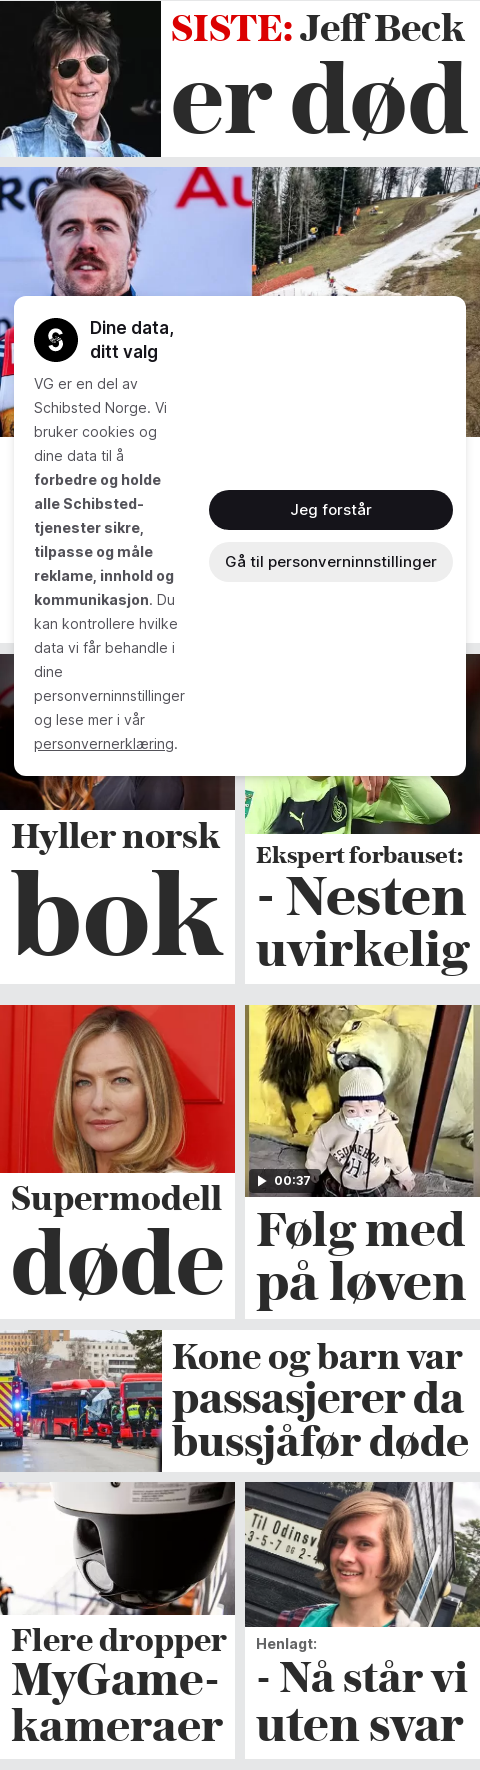 SISTE: Jeff Beck
er død
Au
Dine data,
ditt valg
VG er en del av
Schibsted Norge. Vi
bruker cookies og
dine data til å
forbedre og holde
alle Schibsted-
tjenester sikre,
tilpasse og måle
reklame, innhold og
kommunikasjon. Du
kan kontrollere hvilke
data vi får behandle i
dine
personverninnstillinger
og lese mer i vår
personvernerklæring.
Jeg forstår
Gå til personverninnstillinger
Hyller norsk
bok
Ekspert forbauset:
- Nesten
uvirkelig
Supermodell
døde
00:37
Følg med
på løven
Kone og barn var
passasjerer da
bussjåfør døde
Flere dropper
MyGame-
kameraer
Til Odinsv
3-5-7 og 2-4
Henlagt:
- Nå står vi
uten svar